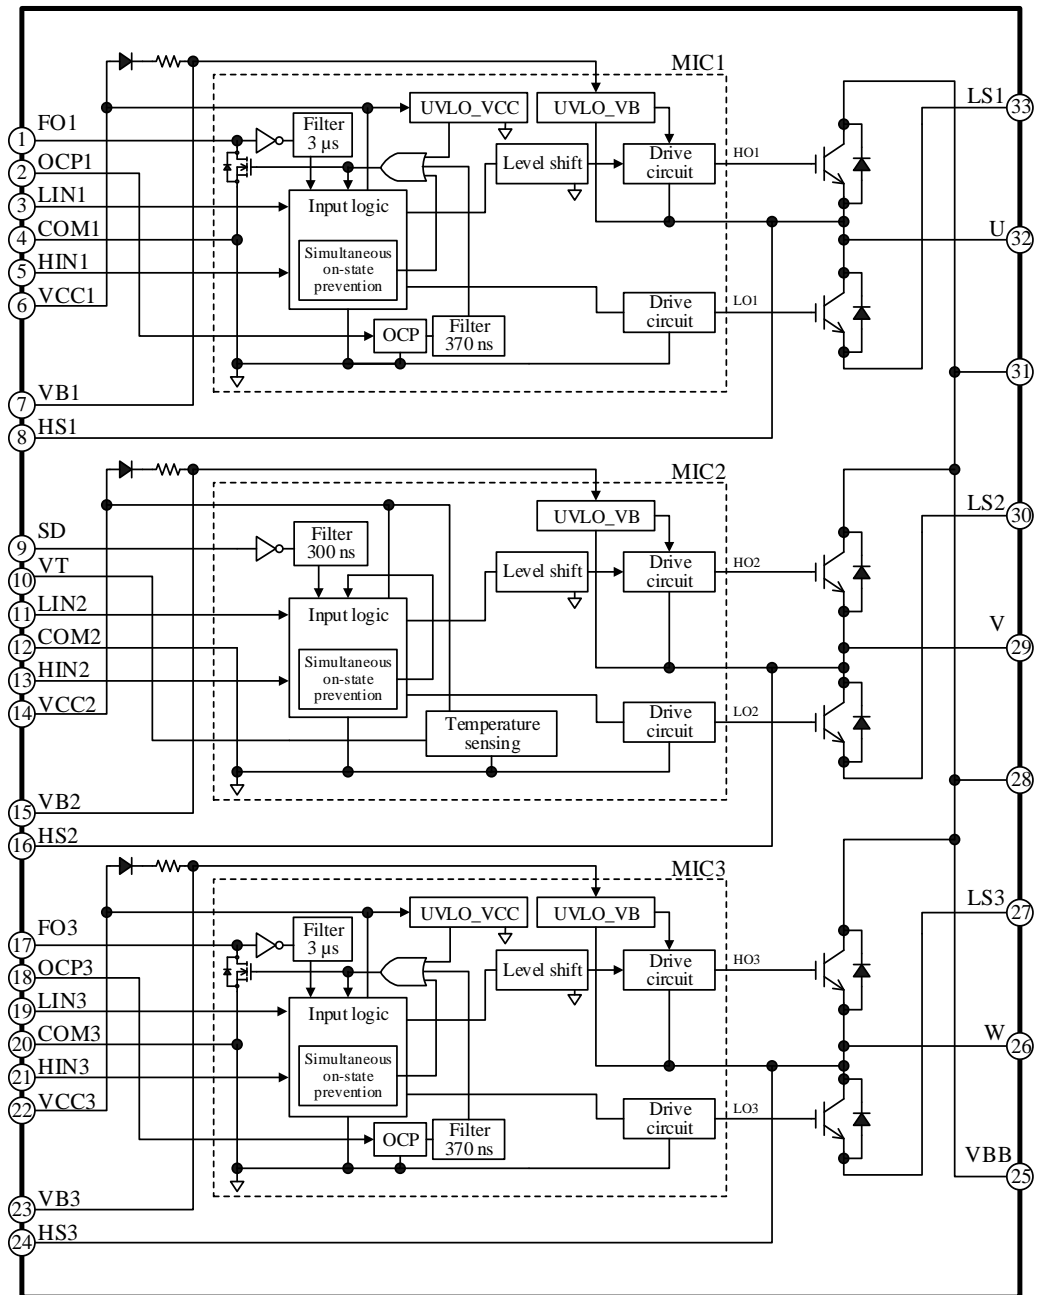 MIC1
LS1
33
UVLO_VCC
UVLO_VB
1
FO1
Filter
3 µs
2
OCP1
Level shift
Drive
circuit
HO1
3
LIN1
Input logic
4
COM1
U
32
5
HIN1
Simultaneous
on-state
prevention
6
VCC1
Drive
circuit
LO1
OCP
Filter
370 ns
31
7
VB1
8
HS1
MIC2
LS2
30
UVLO_VB
9
SD
Filter
300 ns
10
VT
Level shift
Drive
circuit
HO2
11
LIN2
Input logic
12
COM2
V
29
13
HIN2
Simultaneous
on-state
prevention
14
VCC2
Temperature
sensing
Drive
circuit
LO2
28
15
VB2
16
HS2
MIC3
LS3
27
UVLO_VCC
UVLO_VB
17
FO3
Filter
3 µs
18
OCP3
Level shift
Drive
circuit
HO3
19
LIN3
Input logic
20
COM3
W
26
21
HIN3
Simultaneous
on-state
prevention
22
VCC3
Drive
circuit
LO3
OCP
Filter
370 ns
VBB
25
23
VB3
24
HS3